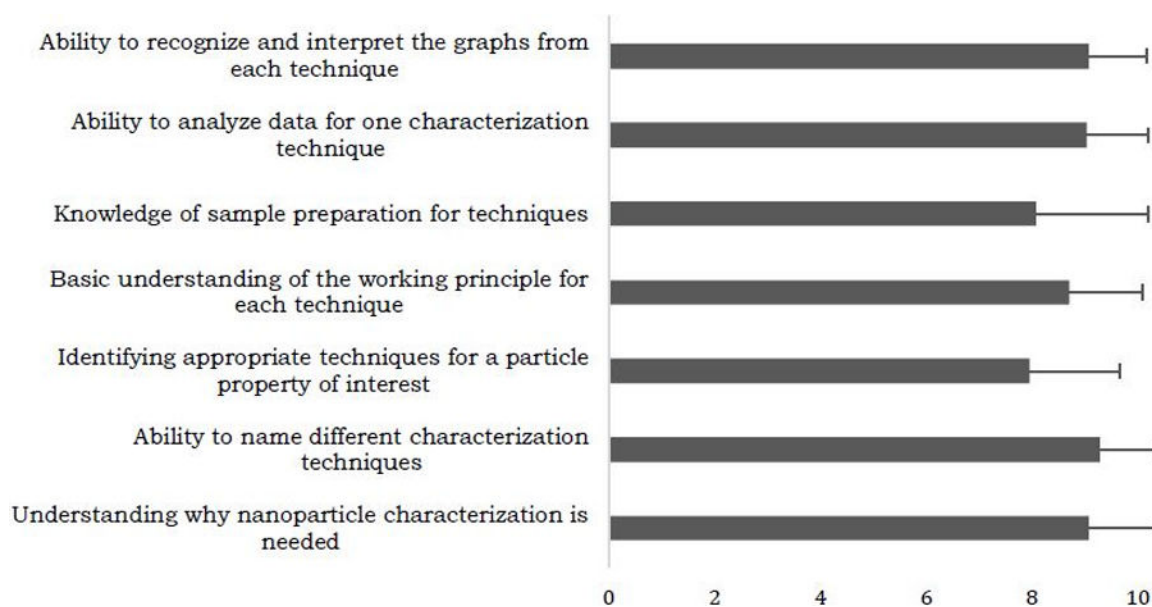 Ability to recognize and interpret the graphs from
each technique
Ability to analyze data for one characterization
technique
Knowledge of sample preparation for techniques
Basic understanding of the working principle for
each technique
Identifying appropriate techniques for a particle
property of interest
Ability to name different characterization
techniques
Understanding why nanoparticle characterization is
needed
0 2 4 6 8 10